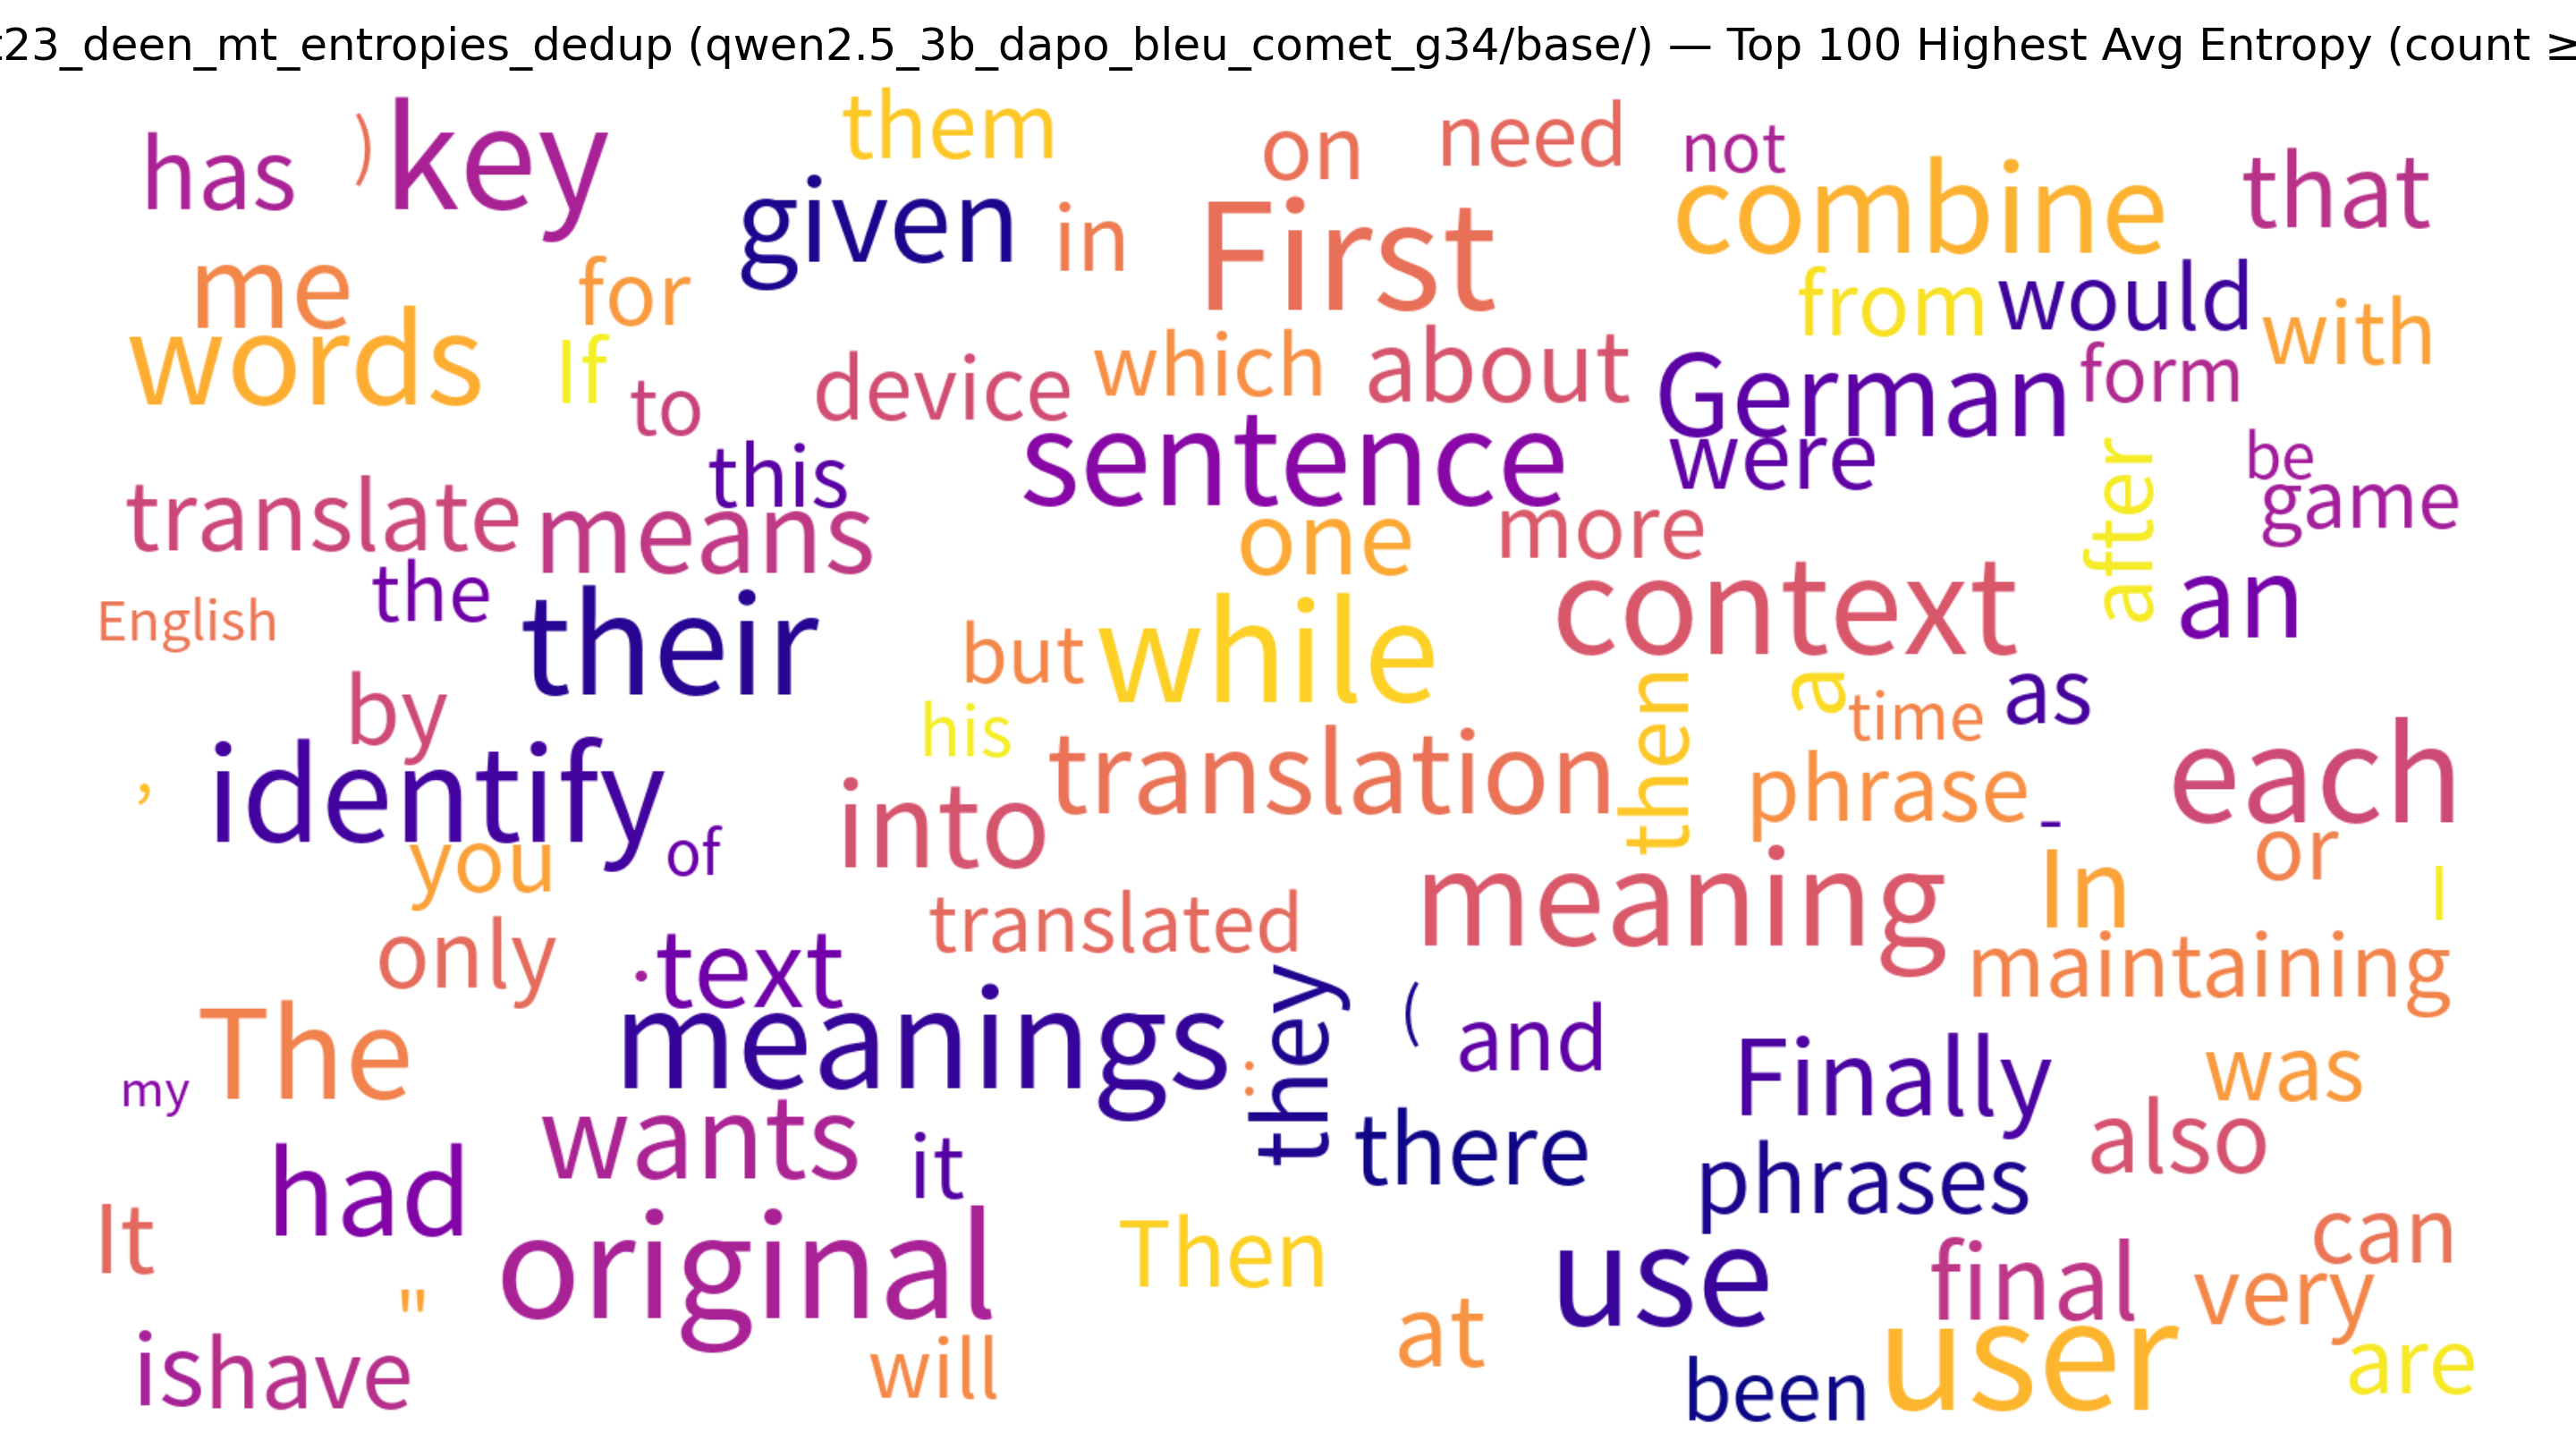 t23_deen_mt_entropies_dedup (qwen2.5_3b_dapo_bleu_comet_g34/base/) — Top 100 Highest Avg Entropy (count ≥
has ) key them on need not
given in First combine that
me for from would with
words If to device which about German form
this sentence were after be
translate means one more game
the their but while context an
English by his then a time as
, identify of into translation phrase - each
you translated meaning In or I
only · text maintaining
The meanings : they ( and Finally was
my wants it there phrases also
had original Then use final can
It " at very
is have will been user are